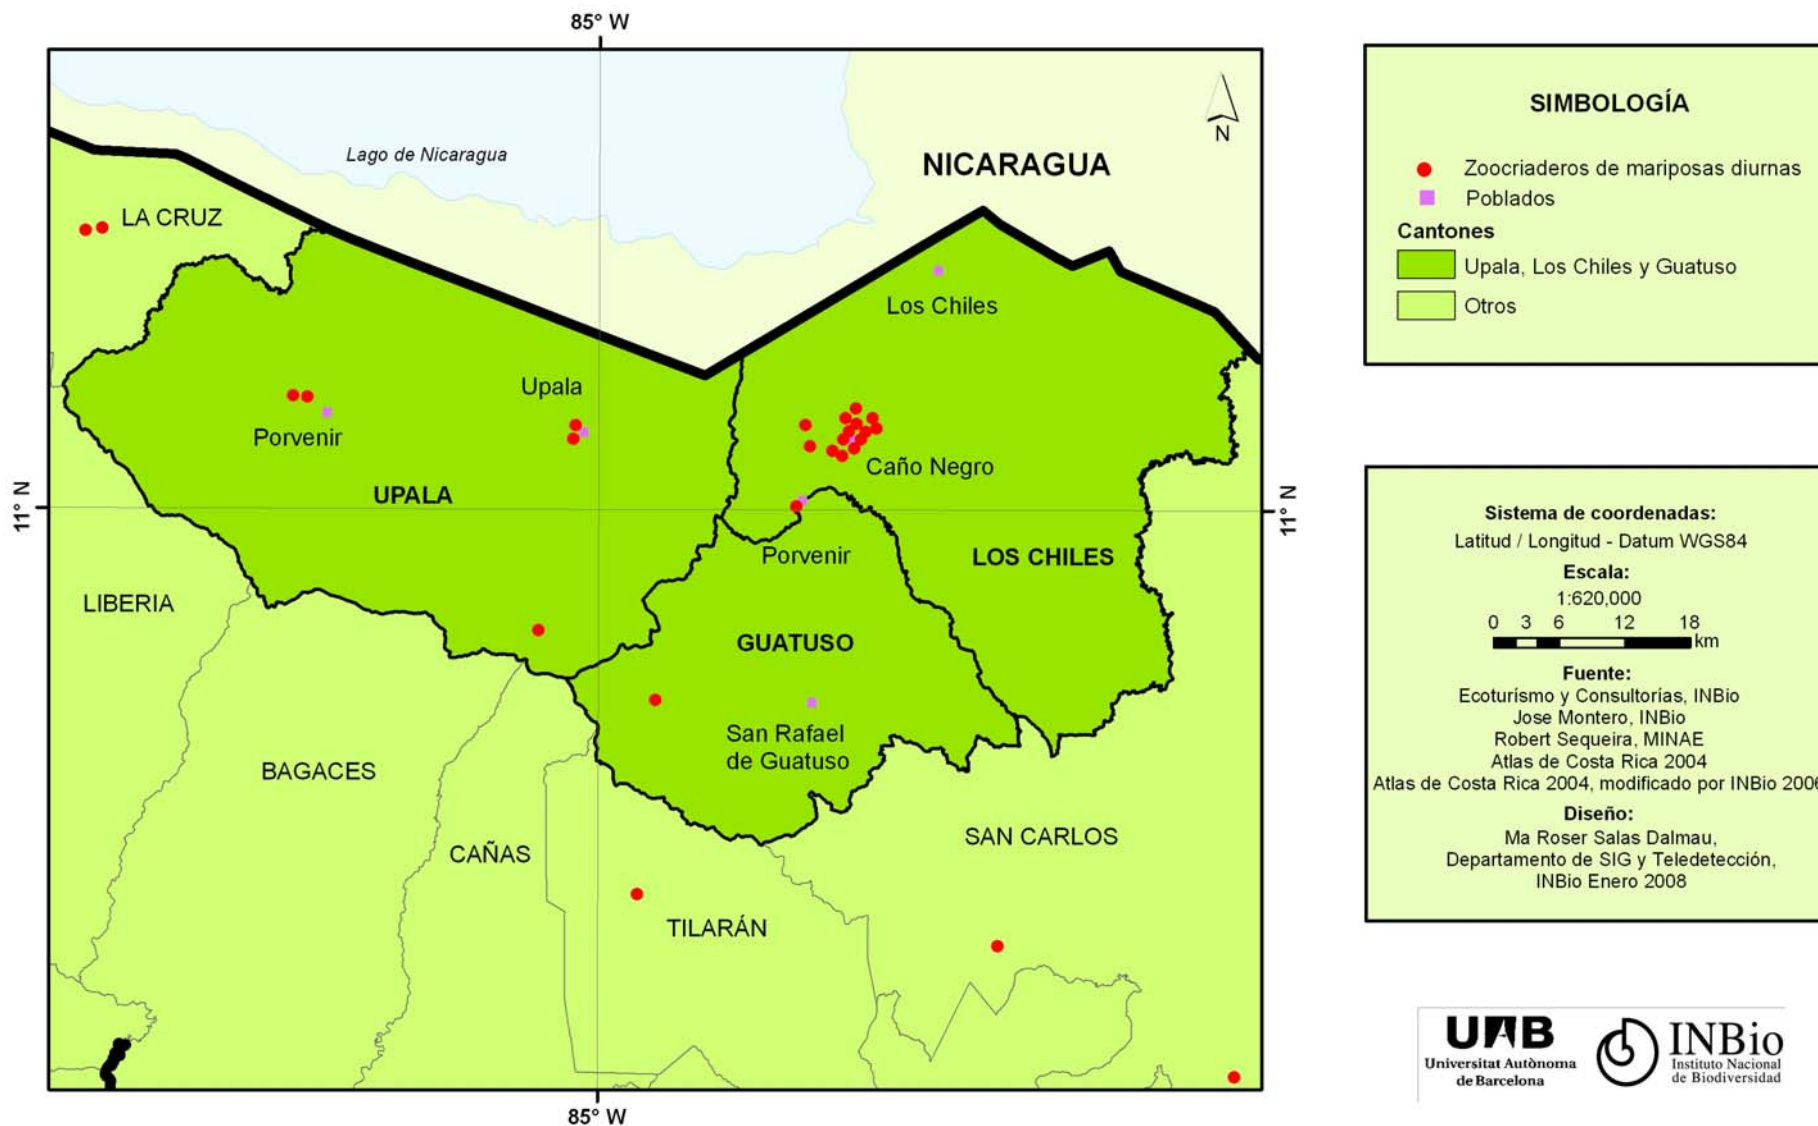 85° W
Lago de Nicaragua
NICARAGUA
N
LA CRUZ
Los Chiles
Upala
Porvenir
Caño Negro
UPALA
11° N
11° N
Porvenir
LOS CHILES
LIBERIA
GUATUSO
San Rafael
de Guatuso
BAGACES
SAN CARLOS
CAÑAS
TILARÁN
85° W
SIMBOLOGÍA
Zoocriaderos de mariposas diurnas
Poblados
Cantones
Upala, Los Chiles y Guatuso
Otros
Sistema de coordenadas:
Latitud / Longitud - Datum WGS84
Escala:
1:620,000
0 3 6 12 18
km
Fuente:
Ecoturísmo y Consultorías, INBio
Jose Montero, INBio
Robert Sequeira, MINAE
Atlas de Costa Rica 2004
Atlas de Costa Rica 2004, modificado por INBio 2006
Diseño:
Ma Roser Salas Dalmau,
Departamento de SIG y Teledetección,
INBio Enero 2008
UAB
Universitat Autònoma
de Barcelona
INBio
Instituto Nacional
de Biodiversidad